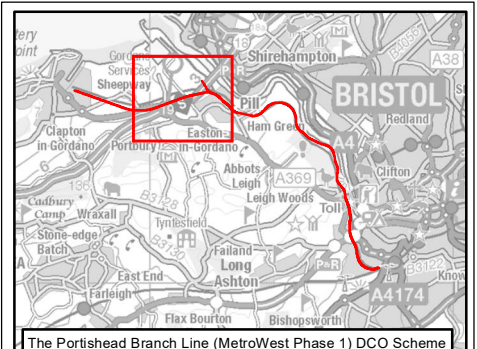 Gordano
Services
Sheepway
Shirehampton
A38
BRISTOL
Redland
Pill
Ham Green
Clapton
in Gordano
Portbury
Easton-
in-Gordano
A4
Clifton
Abbots
Leigh
A369
Leigh Woods
Toll
136
B3128
Cadbury
Camp
Wraxall
Tyntesfield
B3130
Stone-edge
Batch
Failand
Long
Ashton
P&R
B3122
Know
East End
Farleigh
A4174
Flax Bourton
Bishopsworth
The Portishead Branch Line (MetroWest Phase 1) DCO Scheme